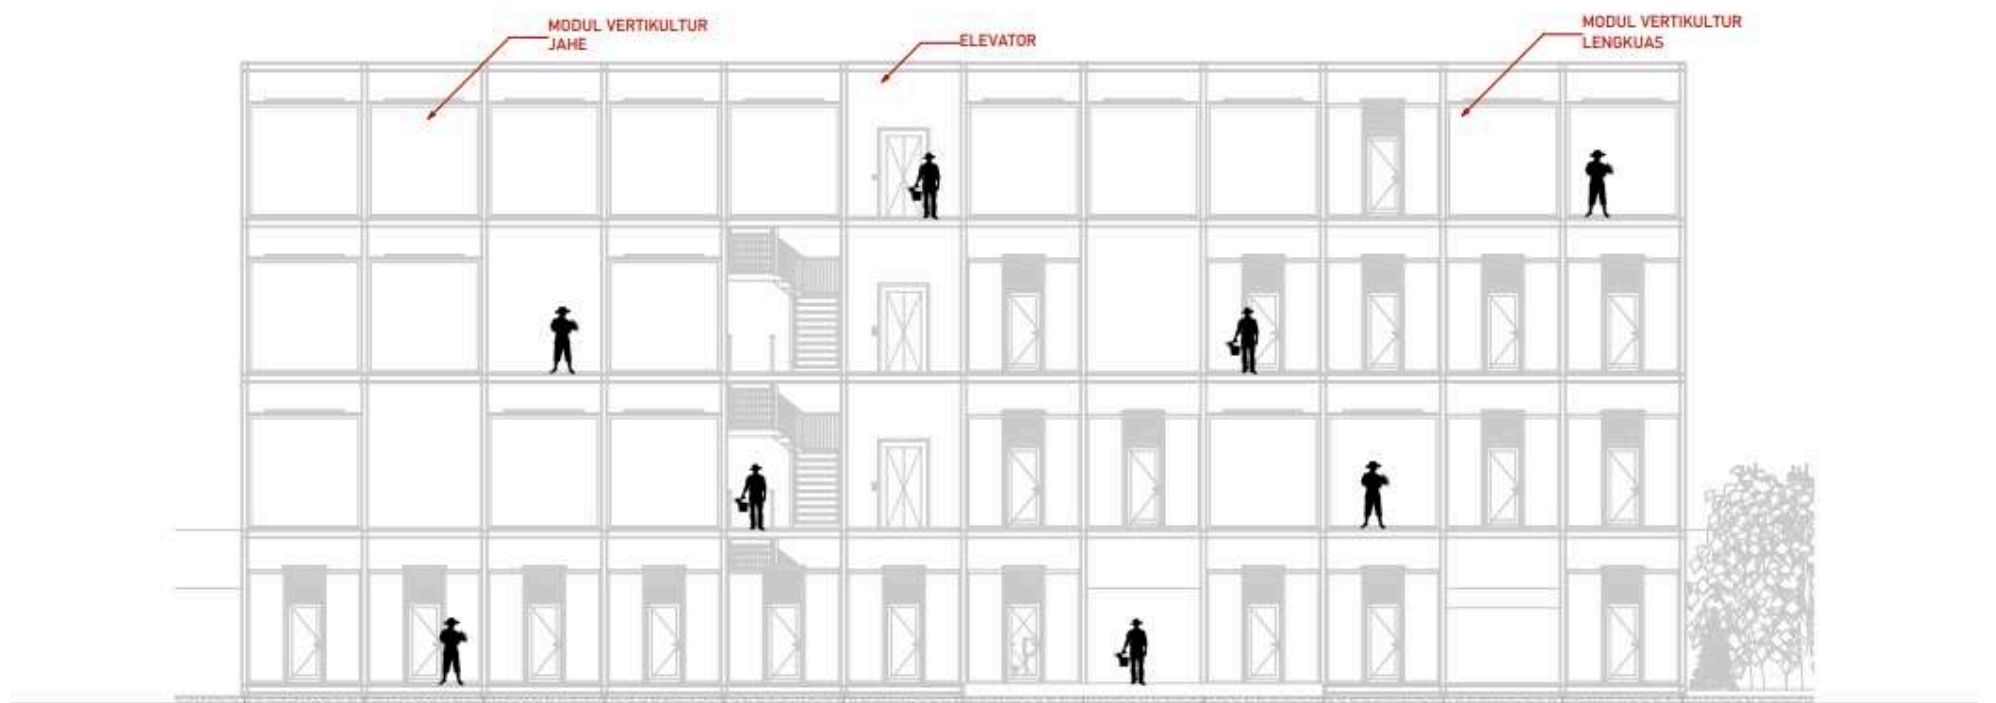 MODUL VERTIKULTUR
JAHE
ELEVATOR
MODUL VERTIKULTUR
LENGKUAS